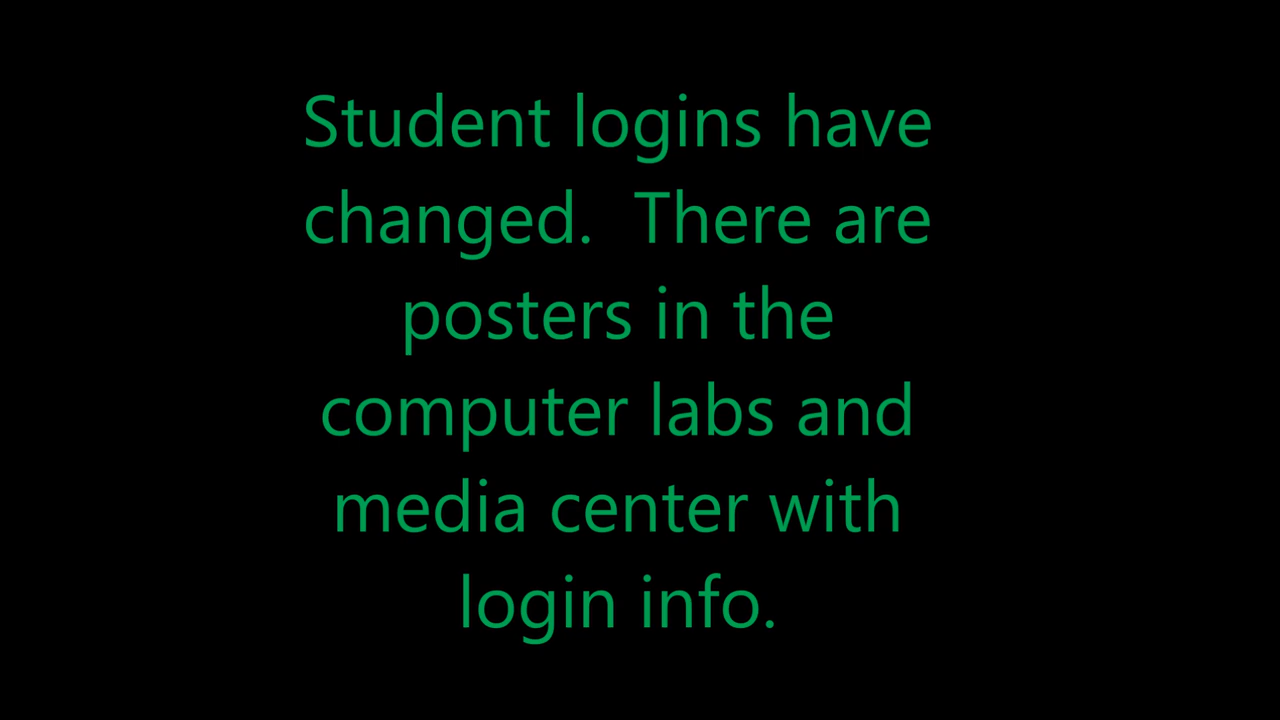 Student logins have
changed.  There are
posters in the
computer labs and
media center with
login info.